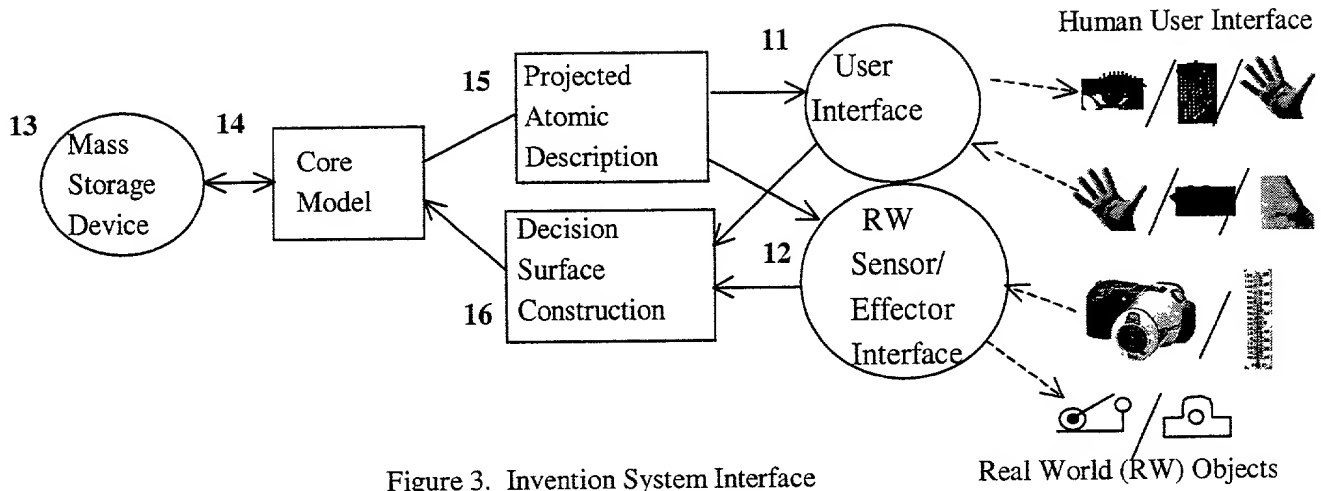 Human User Interface
11
User
Interface
15
Projected
Atomic
Description
13
Mass
Storage
Device
14
Core
Model
Decision
Surface
Construction
16
12
RW
Sensor/
Effector
Interface
Figure 3. Invention System Interface
Real World (RW) Objects